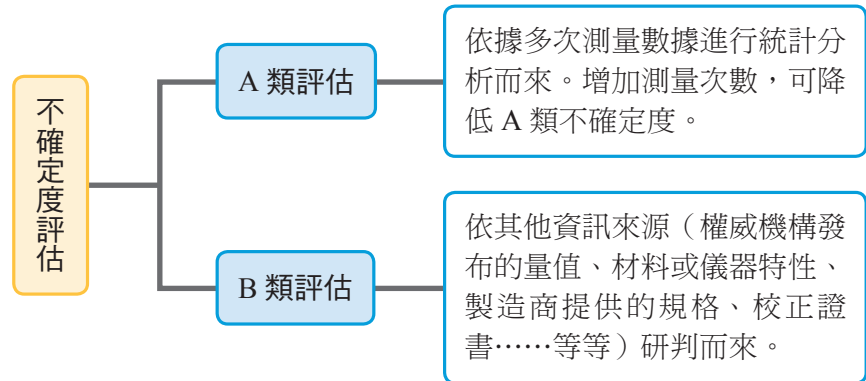 不確定度評估
A 類評估
依據多次測量數據進行統計分
析而來。增加測量次數，可降
低 A 類不確定度。
B 類評估
依其他資訊來源（權威機構發
布的量值、材料或儀器特性、
製造商提供的規格、校正證
書……等等）研判而來。